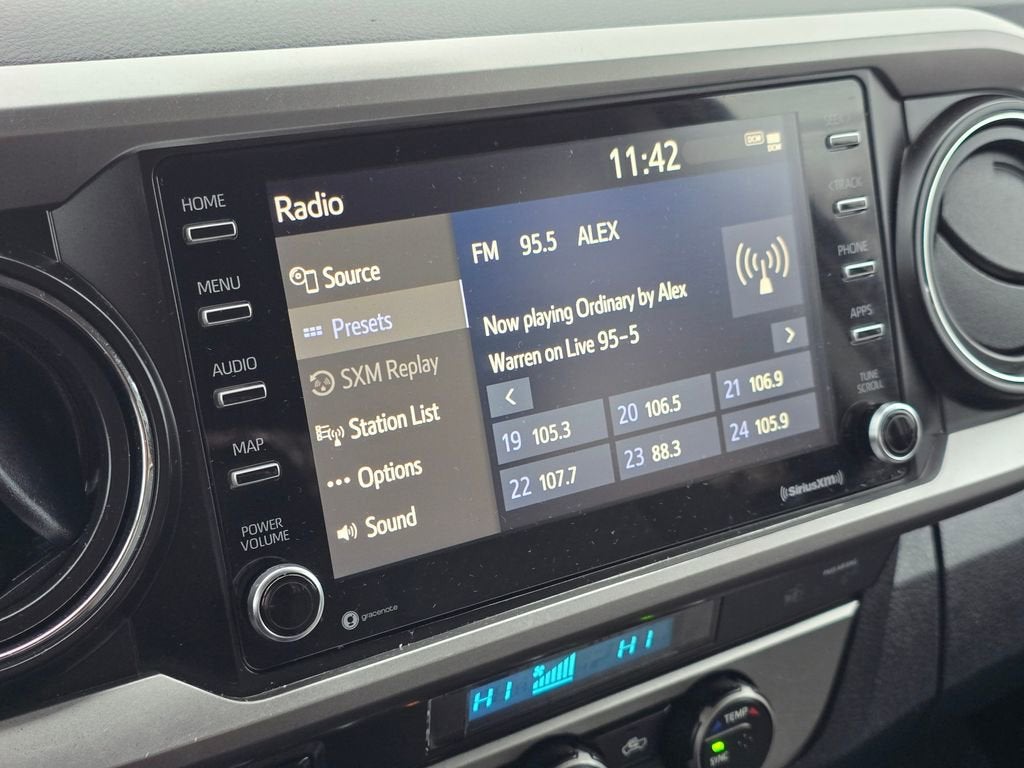 11:42
DCM
DCM
Radio
HOME
MENU
AUDIO
MAP
POWER
VOLUME
Source
Presets
SXM Replay
Station List
Options
Sound
FM 95.5 ALEX
Now playing Ordinary by Alex
Warren on Live 95-5
< >
19 105.3
20 106.5
21 106.9
22 107.7
23 88.3
24 105.9
<TRACK
PHONE
APPS
TUNE
SCROLL
SiriusXM
gracenote
HI HI
TEMP
SYNC